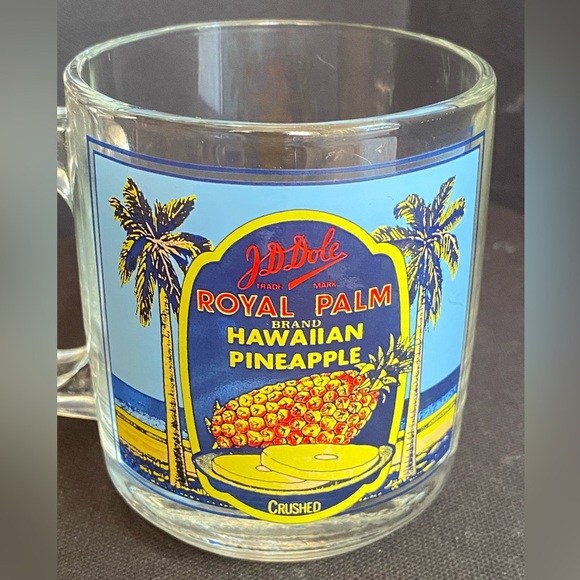 J.D. Dole
TRADE MARK
ROYAL PALM
BRAND
HAWAIIAN
PINEAPPLE
CRUSHED